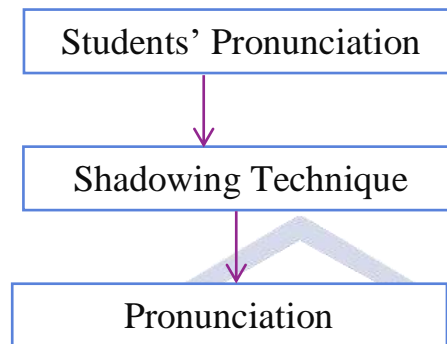 Students’ Pronunciation
Shadowing Technique
Pronunciation